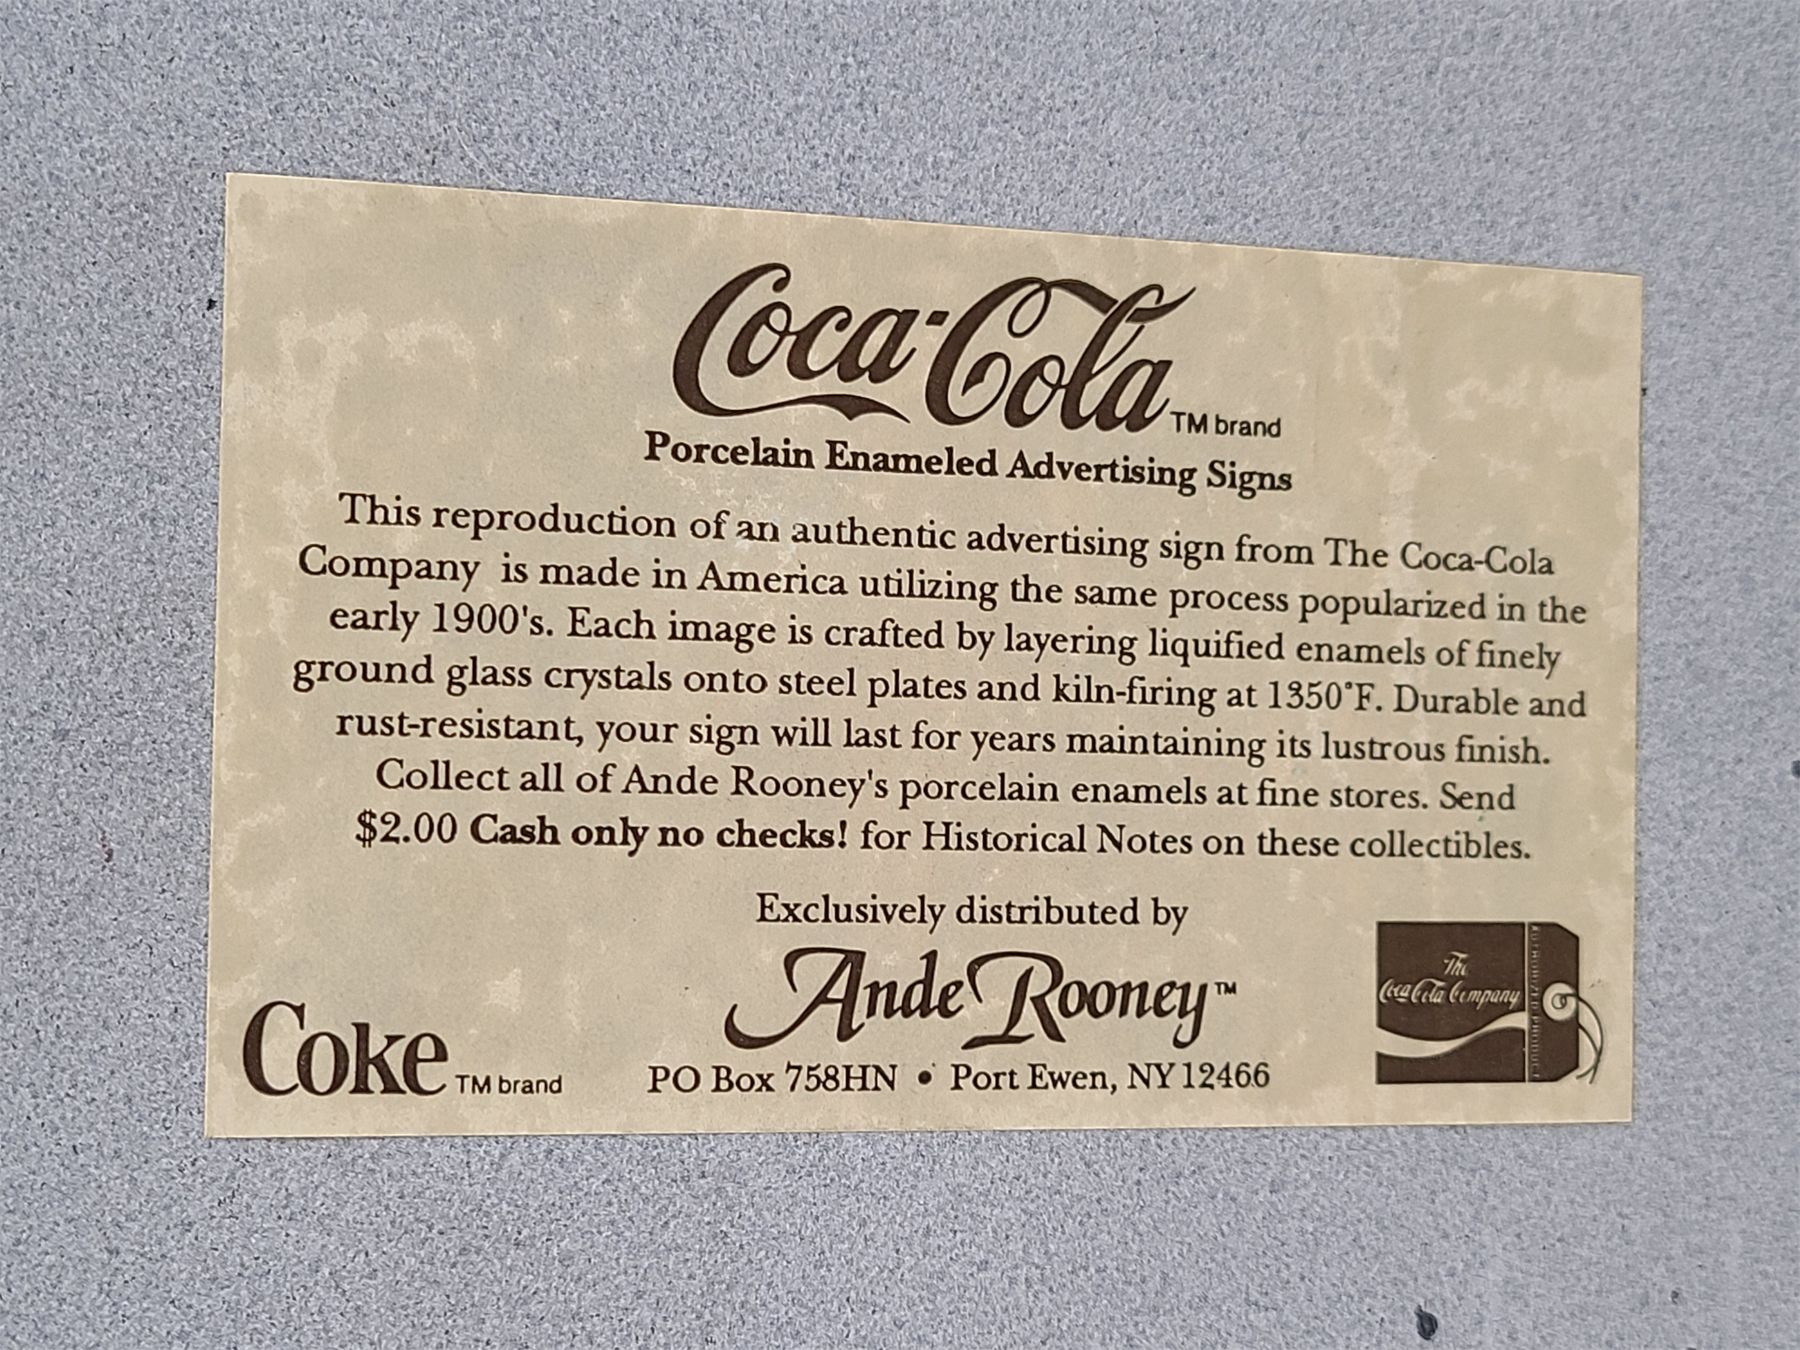 Coca-Cola TM brand
Porcelain Enameled Advertising Signs
This reproduction of an authentic advertising sign from The Coca-Cola
Company is made in America utilizing the same process popularized in the
early 1900's. Each image is crafted by layering liquified enamels of finely
ground glass crystals onto steel plates and kiln-firing at 1350°F. Durable and
rust-resistant, your sign will last for years maintaining its lustrous finish.
Collect all of Ande Rooney's porcelain enamels at fine stores. Send
$2.00 Cash only no checks! for Historical Notes on these collectibles.
Exclusively distributed by
Ande Rooney™
PO Box 758HN • Port Ewen, NY 12466
Coke TM brand
The
Coca-Cola Company